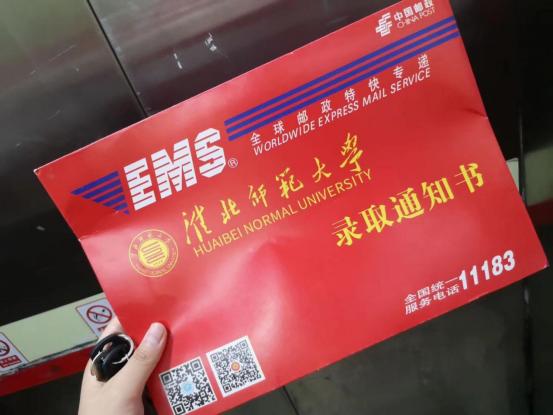 中国邮政
CHINA POST
EMS®
全球邮政特快专递
WORLDWIDE EXPRESS MAIL SERVICE
淮北师范大學
HUAIBEI NORMAL UNIVERSITY
录取通知书
全国统一
服务电话 11183